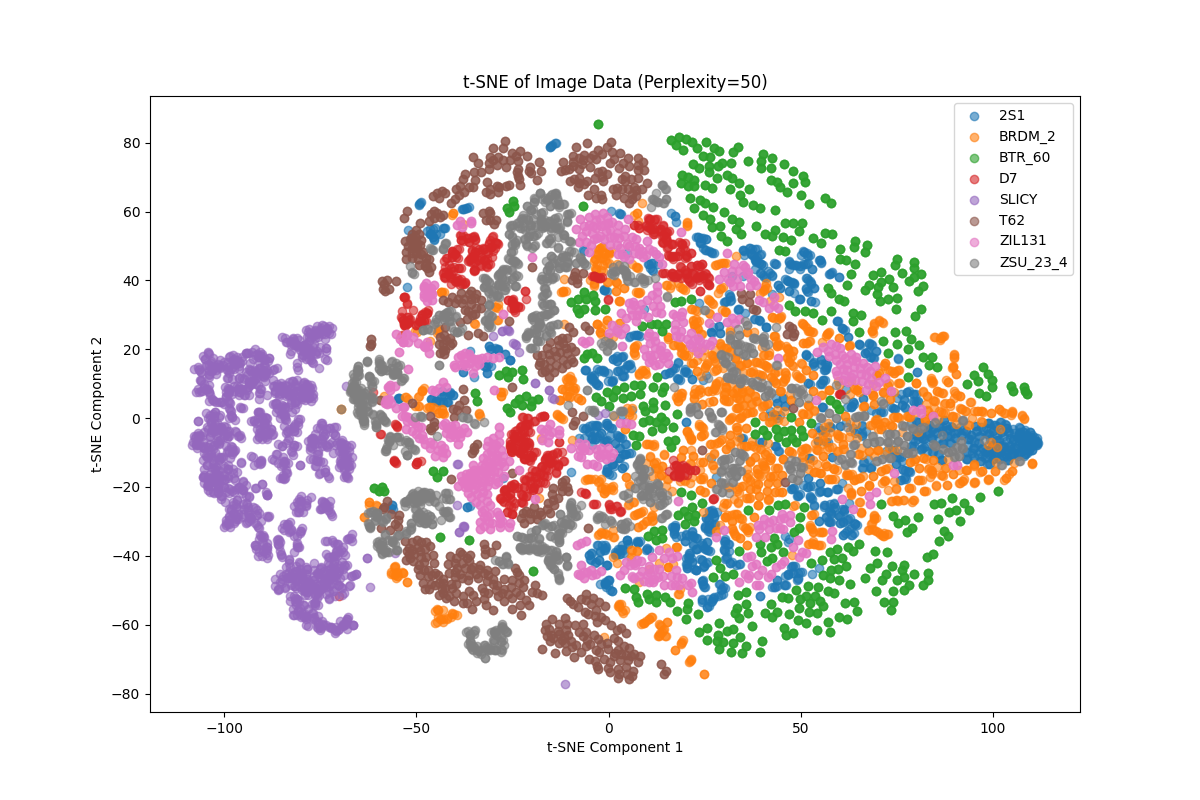 t-SNE of Image Data (Perplexity=50)
2S1
BRDM_2
BTR_60
D7
SLICY
T62
ZIL131
ZSU_23_4
80
60
40
20
0
−20
−40
−60
−80
t-SNE Component 2
−100
−50
0
50
100
t-SNE Component 1